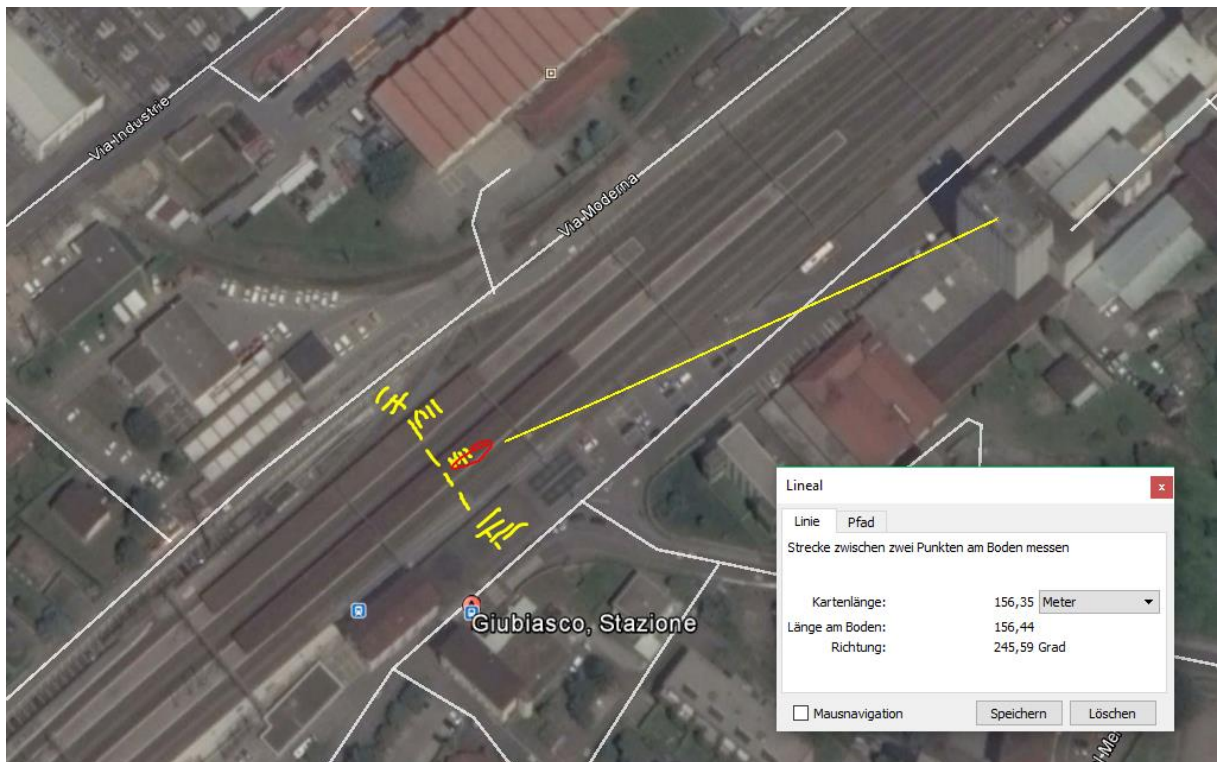 Via-Industrie
Via-Moderna
Giubiasco, Stazione
Lineal
x
Linie
Pfad
Strecke zwischen zwei Punkten am Boden messen
Kartenlänge: 156,35 Meter
Länge am Boden: 156,44
Richtung: 245,59 Grad
Mausnavigation
Speichern
Löschen